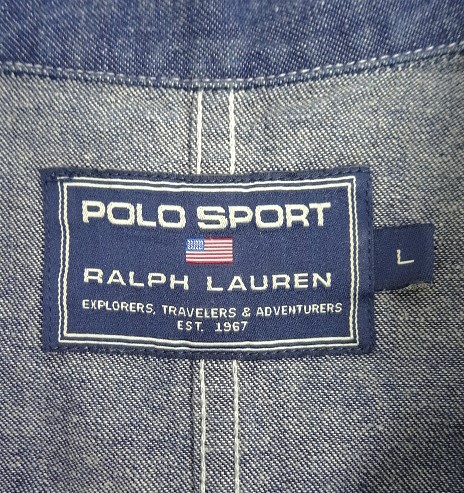 POLO SPORT
RALPH LAUREN
EXPLORERS, TRAVELERS & ADVENTURERS
EST. 1967
L